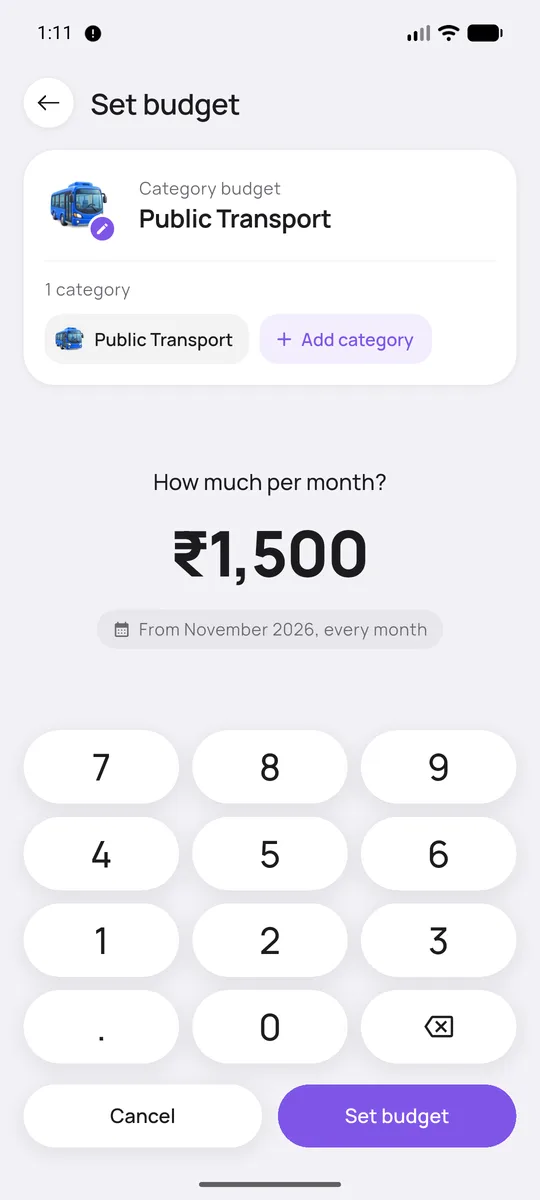 1:11
Set budget
Category budget
Public Transport
1 category
Public Transport
+ Add category
How much per month?
₹1,500
From November 2026, every month
7 8 9
4 5 6
1 2 3
. 0
Cancel
Set budget